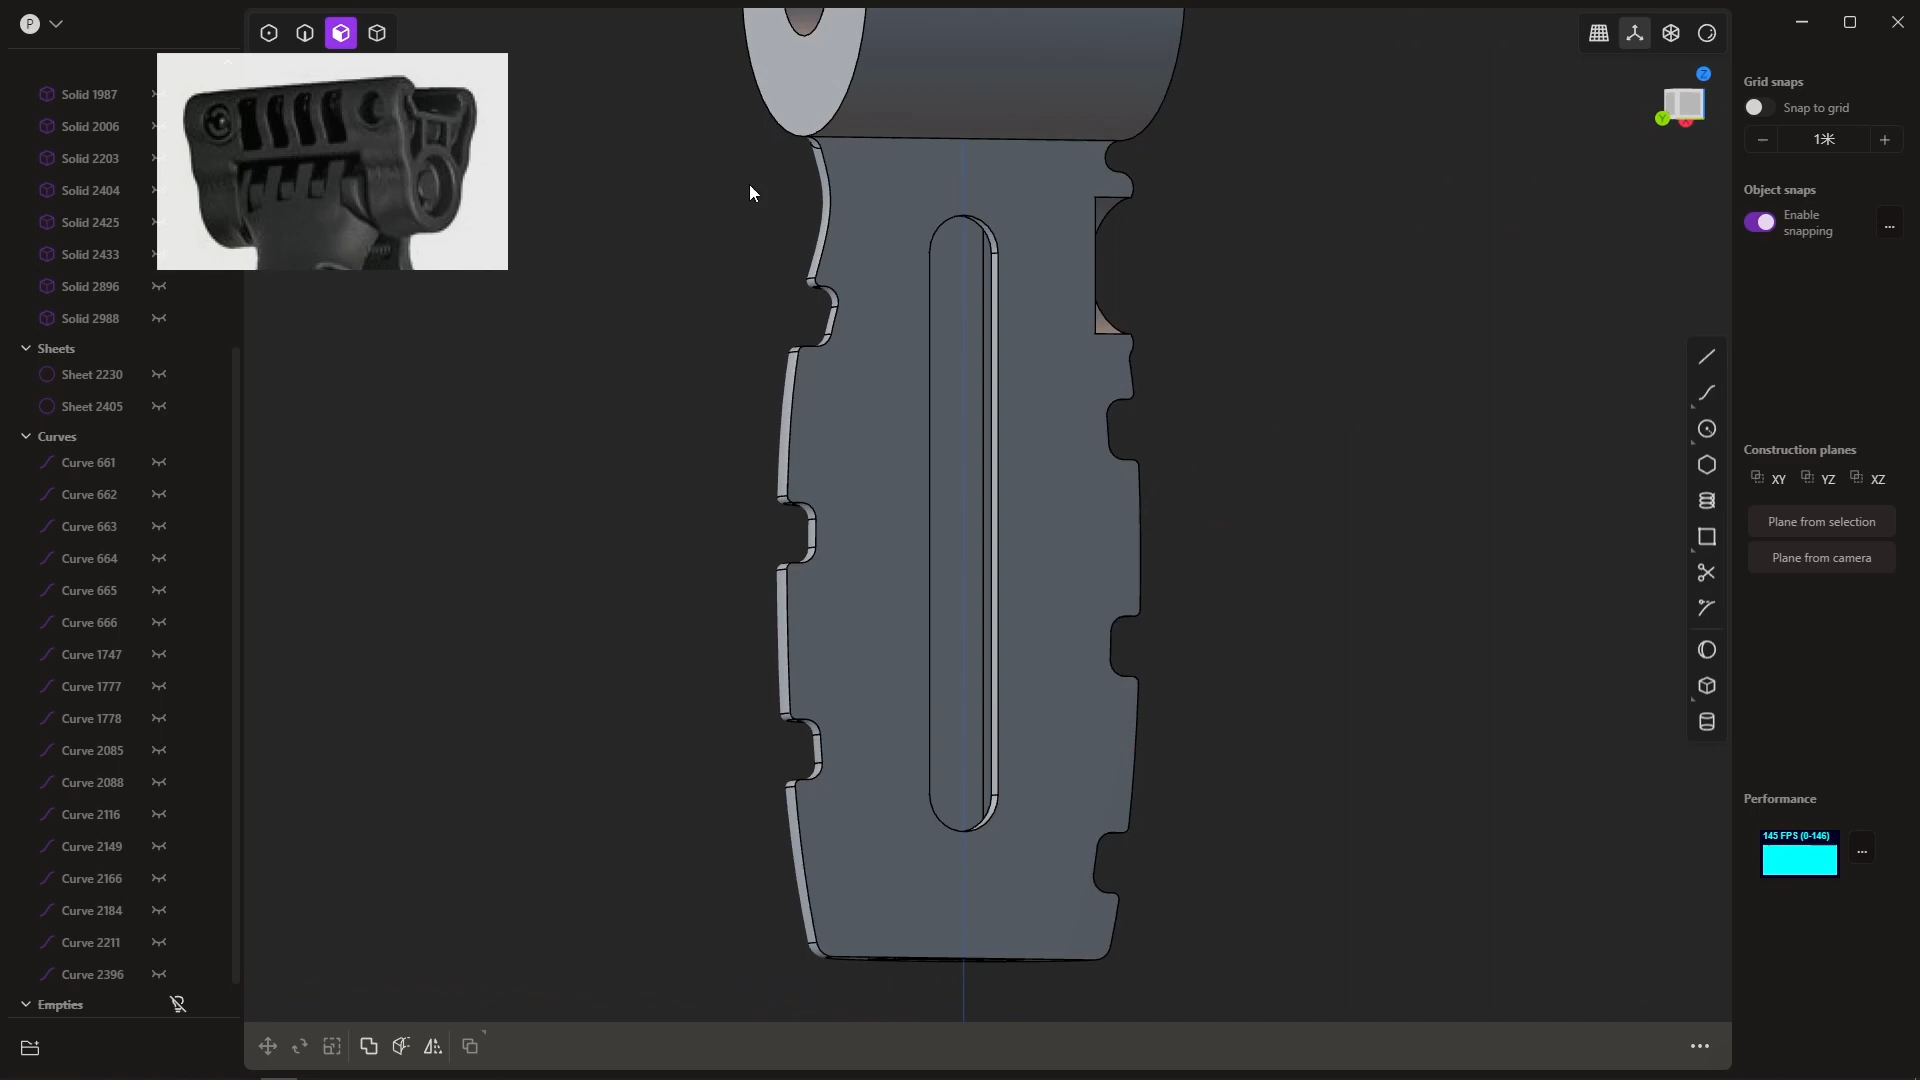 P
Solid 1987
Solid 2006
Solid 2203
Solid 2404
Solid 2425
Solid 2433
Solid 2896
Solid 2988
Sheets
Sheet 2230
Sheet 2405
Curves
Curve 661
Curve 662
Curve 663
Curve 664
Curve 665
Curve 666
Curve 1747
Curve 1777
Curve 1778
Curve 2085
Curve 2088
Curve 2116
Curve 2149
Curve 2166
Curve 2184
Curve 2211
Curve 2396
Empties
Z
Y
X
Grid snaps
Snap to grid
1米
Object snaps
Enable
snapping
...
Construction planes
XY YZ XZ
Plane from selection
Plane from camera
Performance
145 FPS (0-146)
...